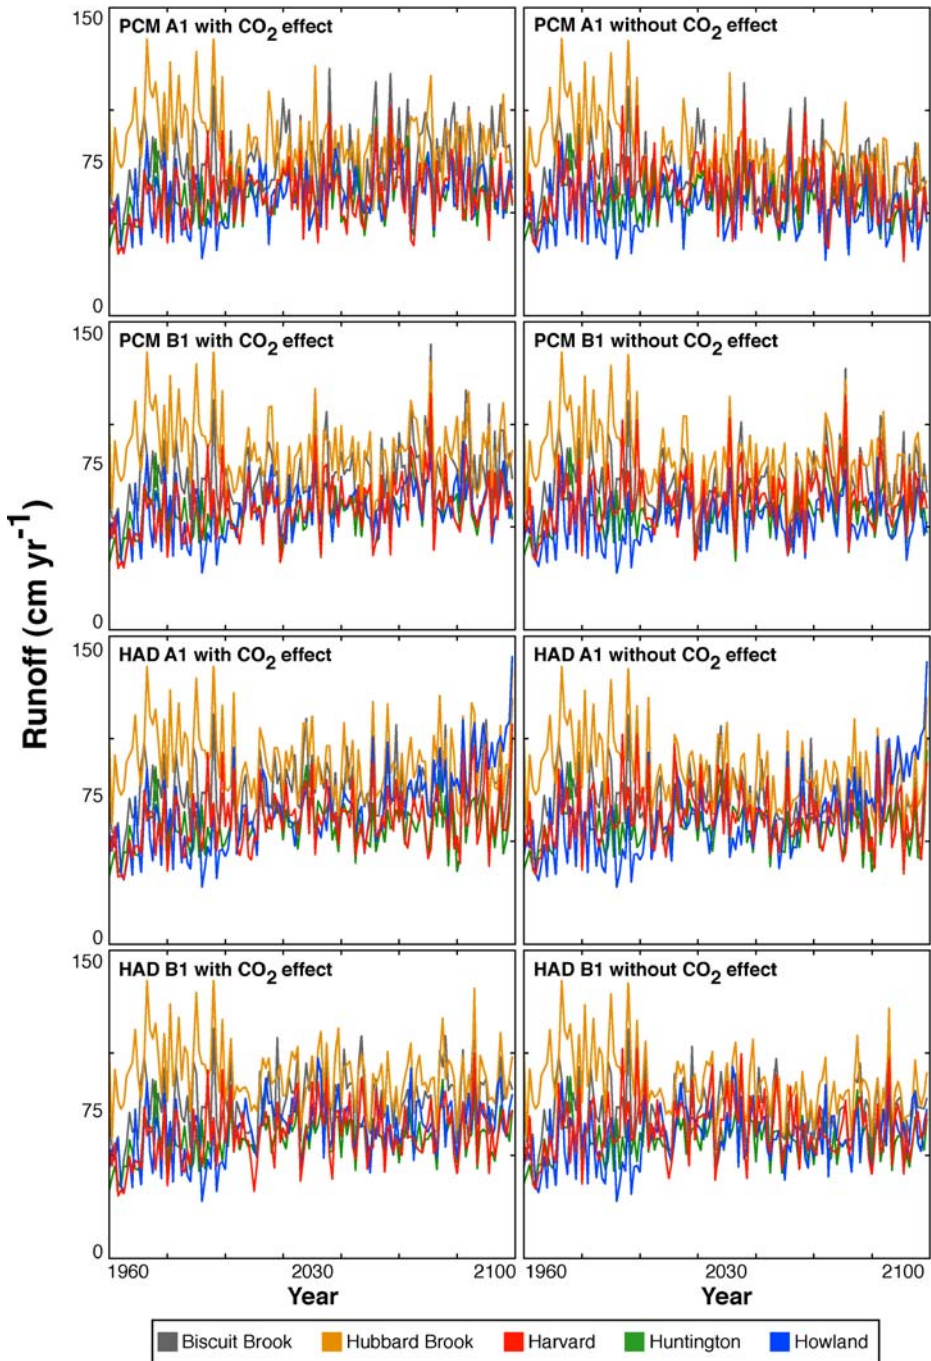 150
PCM A1 with CO2 effect
PCM A1 without CO2 effect
75
0
150
PCM B1 with CO2 effect
PCM B1 without CO2 effect
75
0
Runoff (cm yr-1)
150
HAD A1 with CO2 effect
HAD A1 without CO2 effect
75
0
150
HAD B1 with CO2 effect
HAD B1 without CO2 effect
75
0
1960 2030 2100 1960 2030 2100
Year Year
Biscuit Brook Hubbard Brook Harvard Huntington Howland